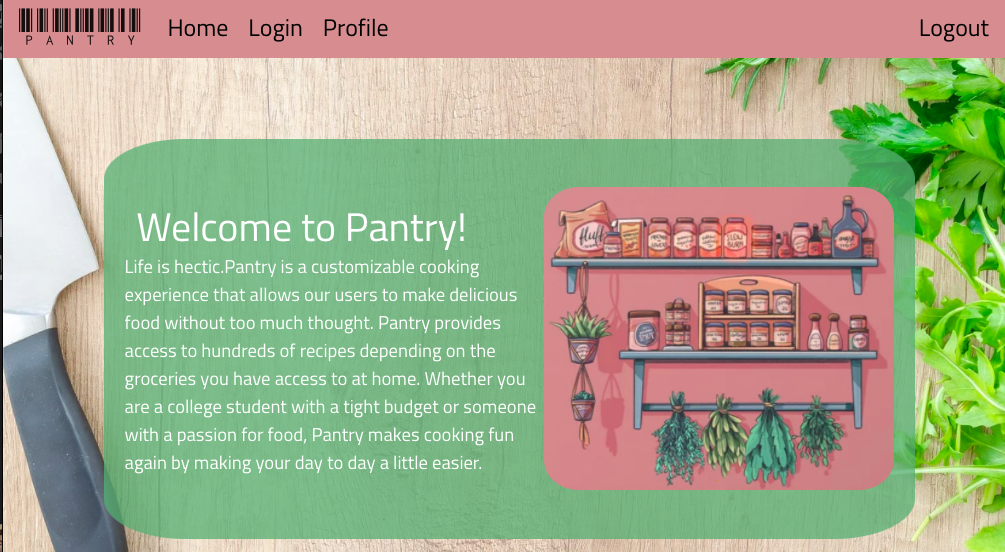 PANTRY
Home Login Profile Logout
Welcome to Pantry!
Life is hectic.Pantry is a customizable cooking
experience that allows our users to make delicious
food without too much thought. Pantry provides
access to hundreds of recipes depending on the
groceries you have access to at home. Whether you
are a college student with a tight budget or someone
with a passion for food, Pantry makes cooking fun
again by making your day to day a little easier.